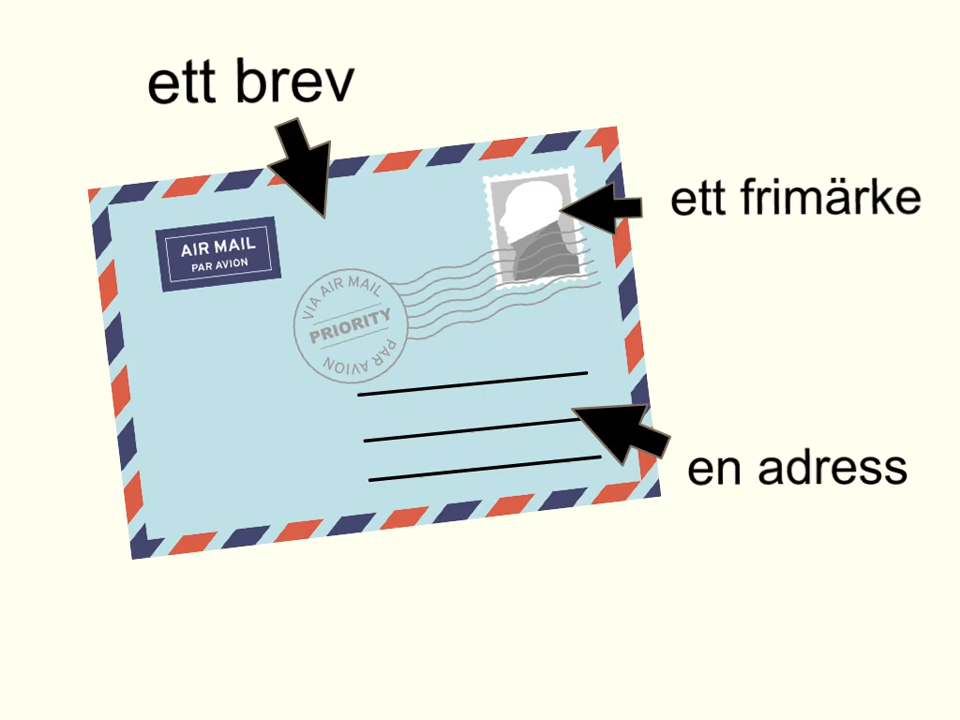 ett brev
ett frimärke
AIR MAIL
PAR AVION
VIA AIR MAIL
PRIORITY
PAR AVION
en adress